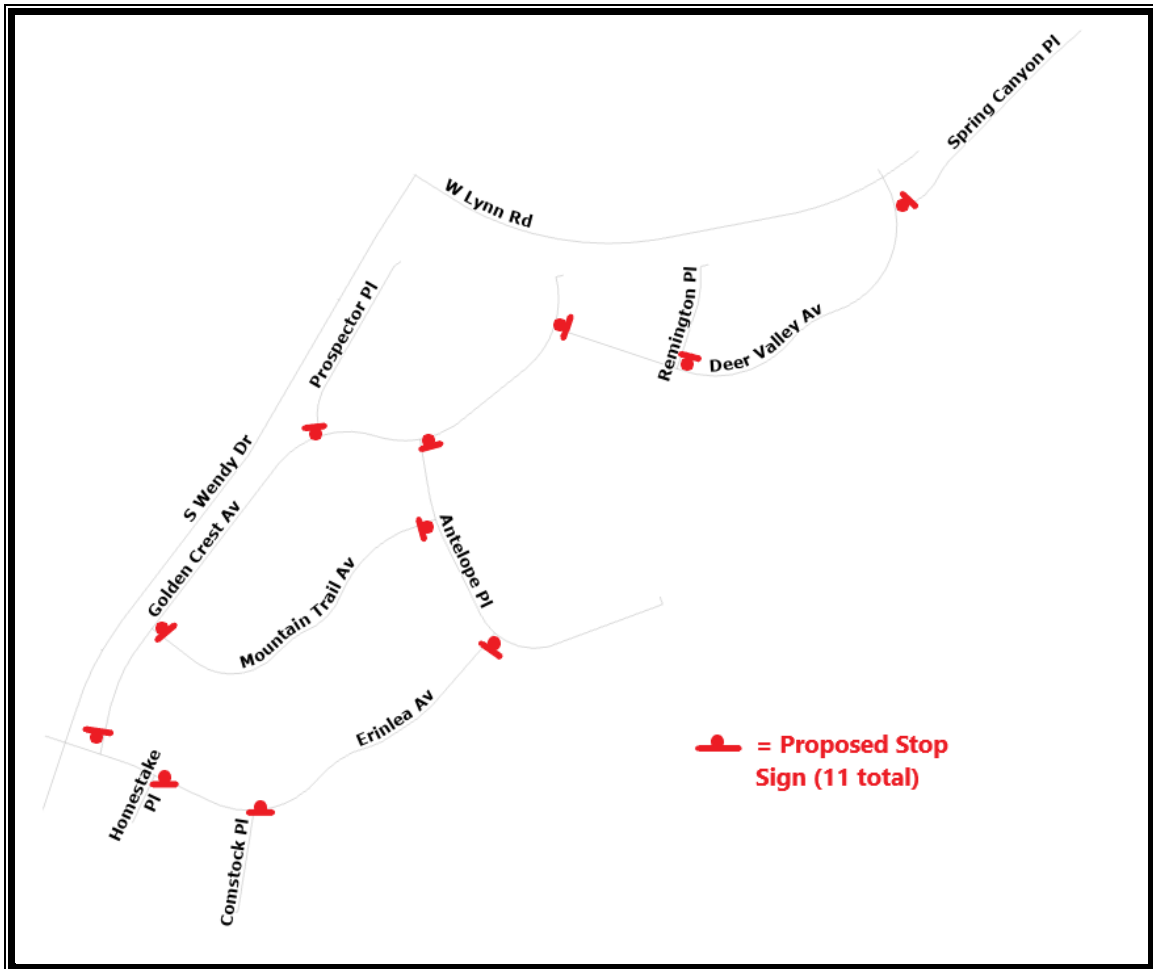 Spring Canyon Pl
W Lynn Rd
Prospector Pl
Remington Pl
Deer Valley Av
S Wendy Dr
Golden Crest Av
Antelope Pl
Mountain Trail Av
Erinlea Av
Homestake
Pl
Comstock Pl
= Proposed Stop
Sign (11 total)